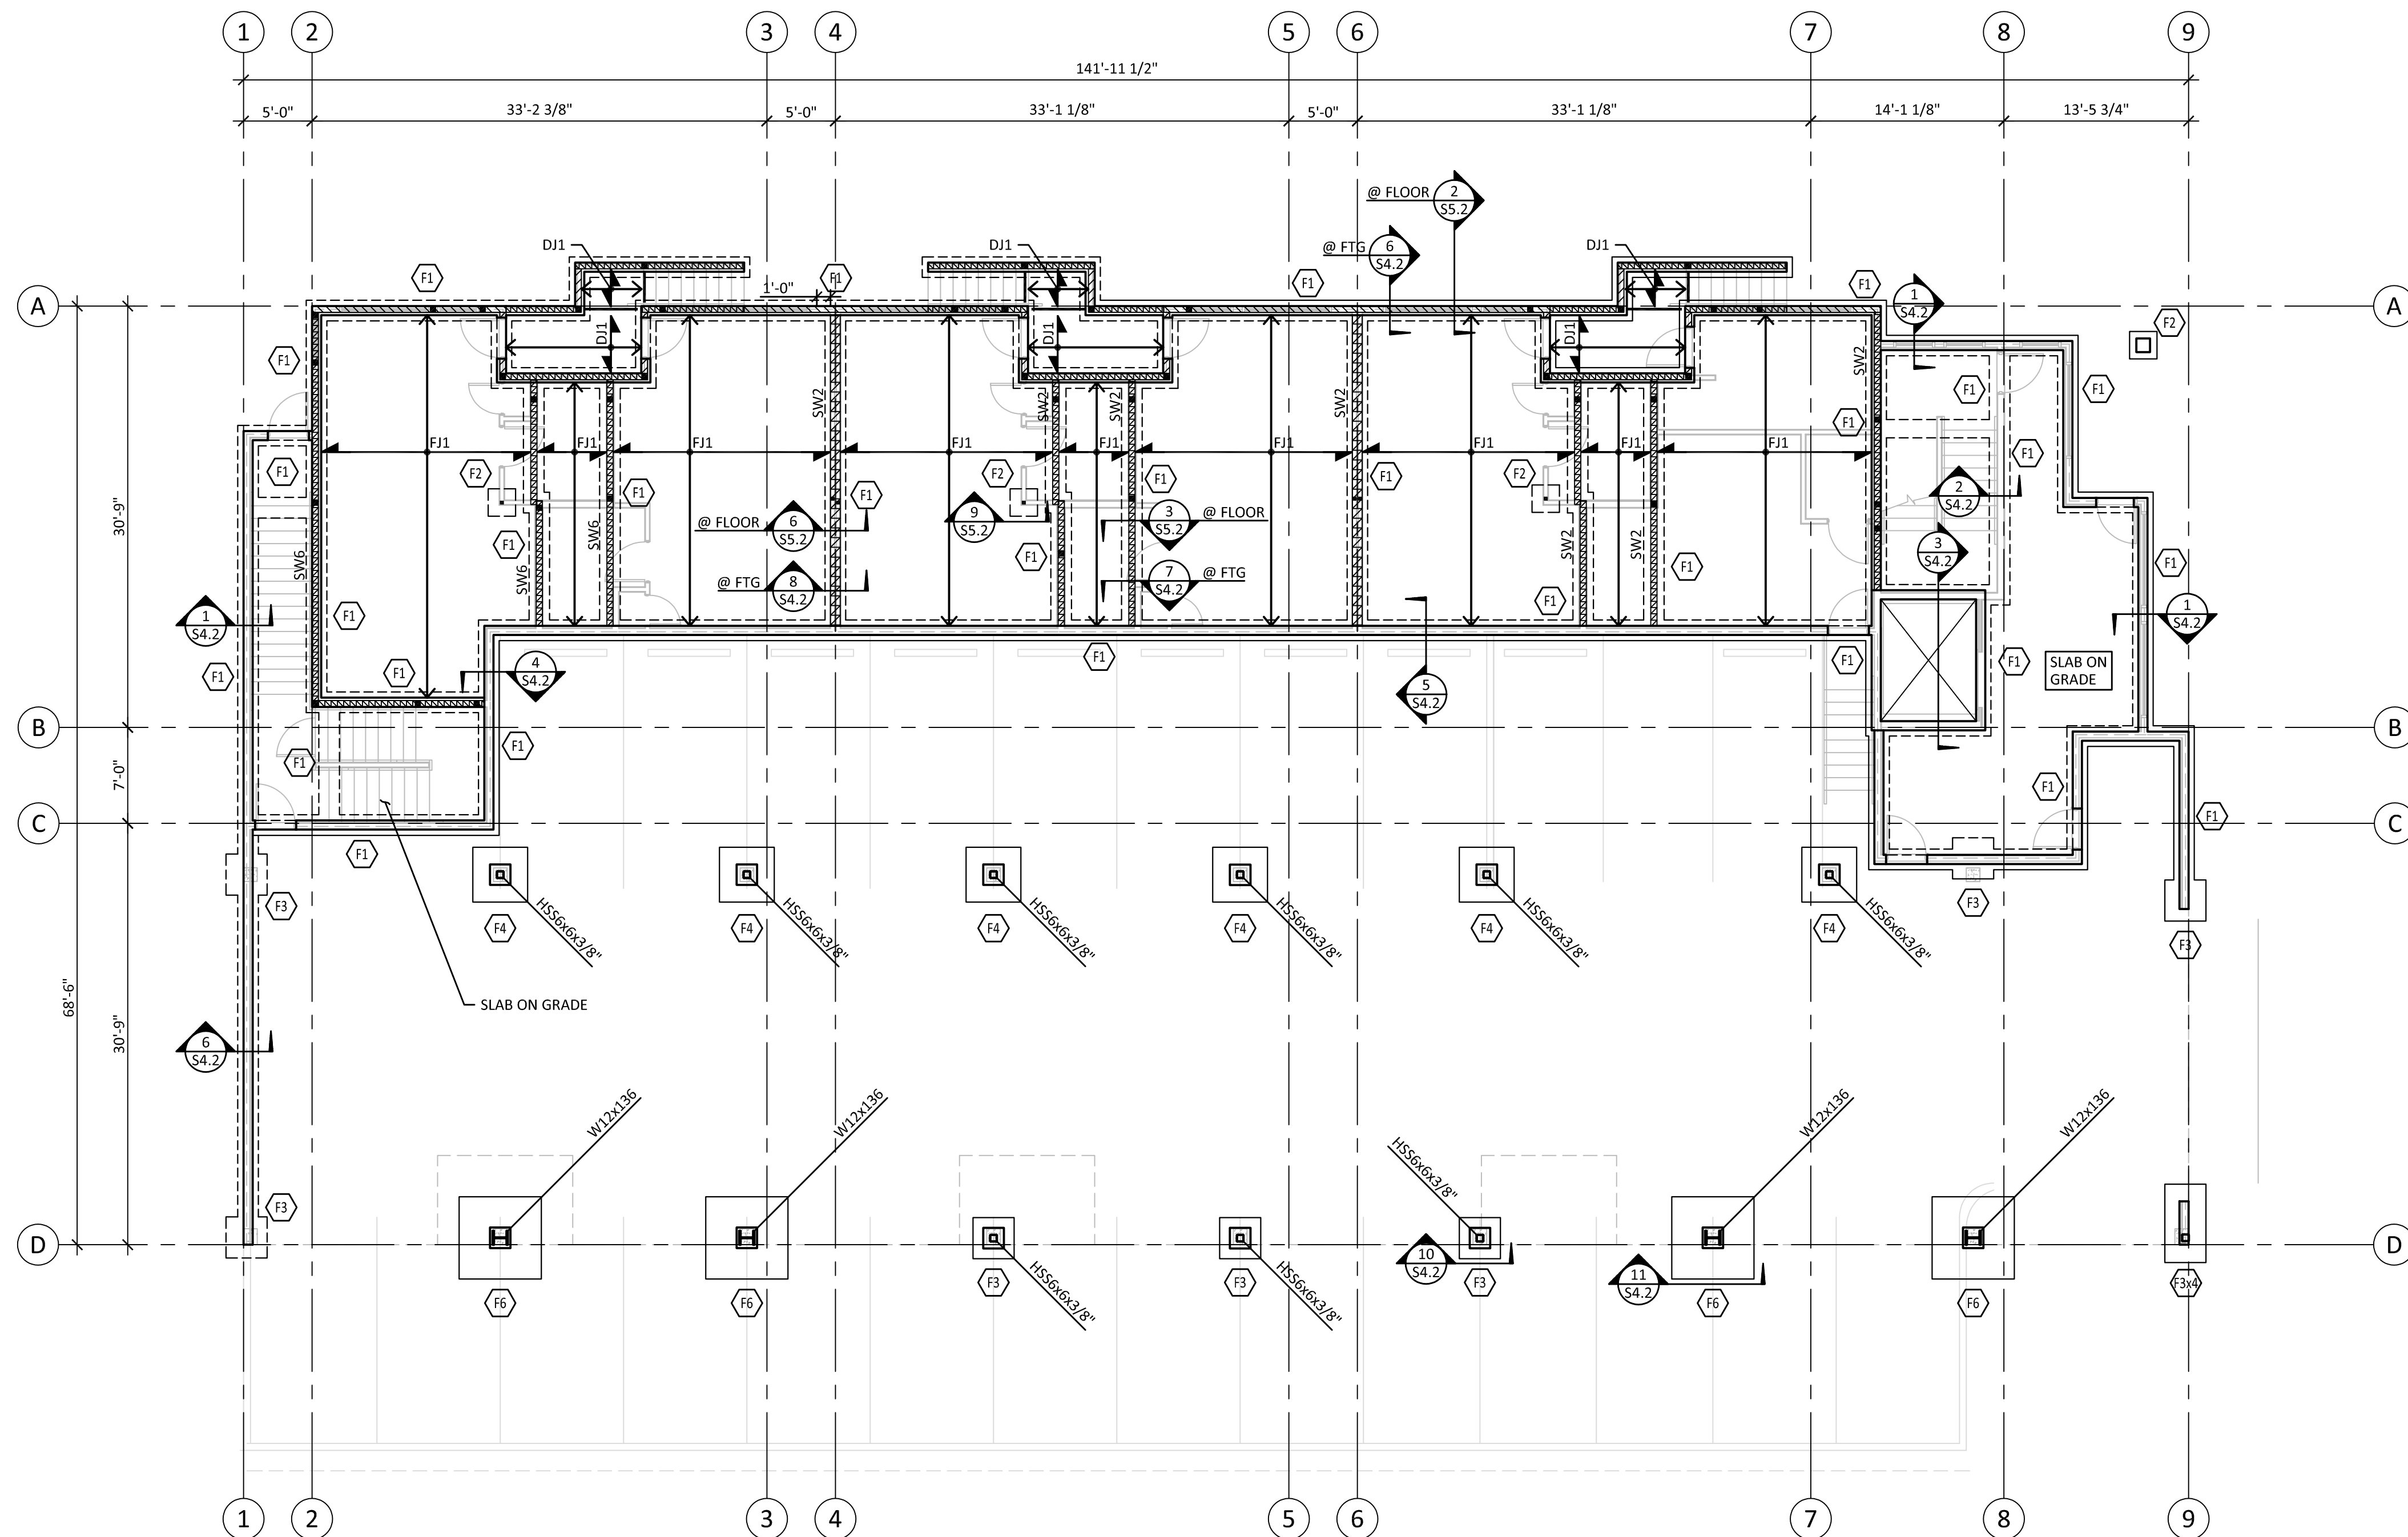 1 2 3 4 5 6 7 8 9
141'-11 1/2"
5'-0" 33'-2 3/8" 5'-0" 33'-1 1/8" 5'-0" 33'-1 1/8" 14'-1 1/8" 13'-5 3/4"
@ FLOOR 2
S5.2
DJ1 DJ1 @ FTG 6 DJ1
S4.2
F1 F1 F1 F1
1'-0"
1
S4.2
A A
F2
DJ1 DJ1 DJ1
F1 SW2 F1 F1
SW2 SW2 SW2 SW2
F1
FJ1 FJ1 FJ1 FJ1 FJ1 FJ1 FJ1 FJ1 FJ1
F1
F1 F2 F2 F1 F1 F2
F1 F1
2
S4.2
30'-9"
@ FLOOR 6
S5.2
9
S5.2
3 @ FLOOR
S5.2
SW6 SW6 SW2 SW2
F1 F1
3
S4.2
SW6
F1
@ FTG 8
S4.2
7 @ FTG
S4.2
F1 F1
1
S4.2
F1
1
S4.2
F1 F1 F1 F1 F1
SLAB ON
GRADE
4
S4.2
5
S4.2
B B
F1 F1
7'-0"
F1
C C
F1
F1
F3 F3
F4 F4 F4 F4 F4 F4
HSS6x6x3/8" HSS6x6x3/8" HSS6x6x3/8" HSS6x6x3/8" HSS6x6x3/8" HSS6x6x3/8"
F3
68'-6"
SLAB ON GRADE
30'-9"
6
S4.2
W12x136 W12x136 W12x136 W12x136
HSS6x6x3/8"
F3
D D
10
S4.2
11
S4.2
HSS6x6x3/8" HSS6x6x3/8"
F3 F3 F3 F3x4
F6 F6 F6 F6
1 2 3 4 5 6 7 8 9